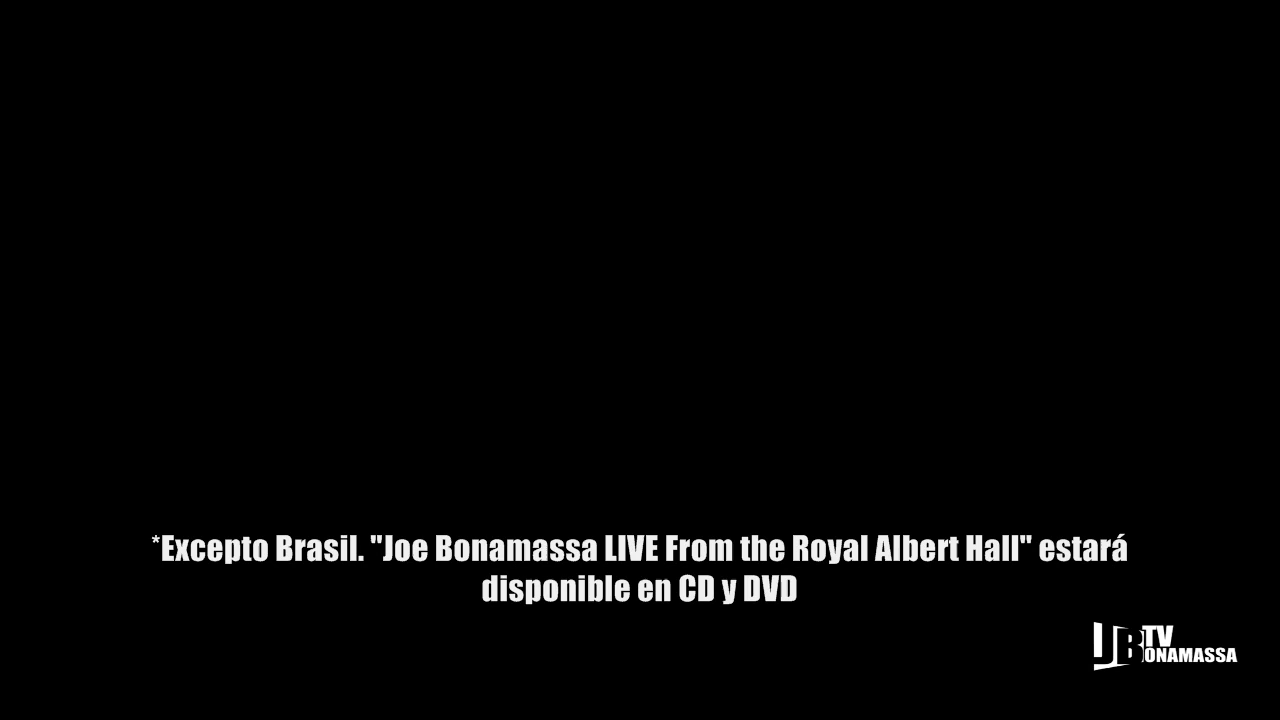 *Excepto Brasil. "Joe Bonamassa LIVE From the Royal Albert Hall" estará
disponible en CD y DVD
JBTV
BONAMASSA